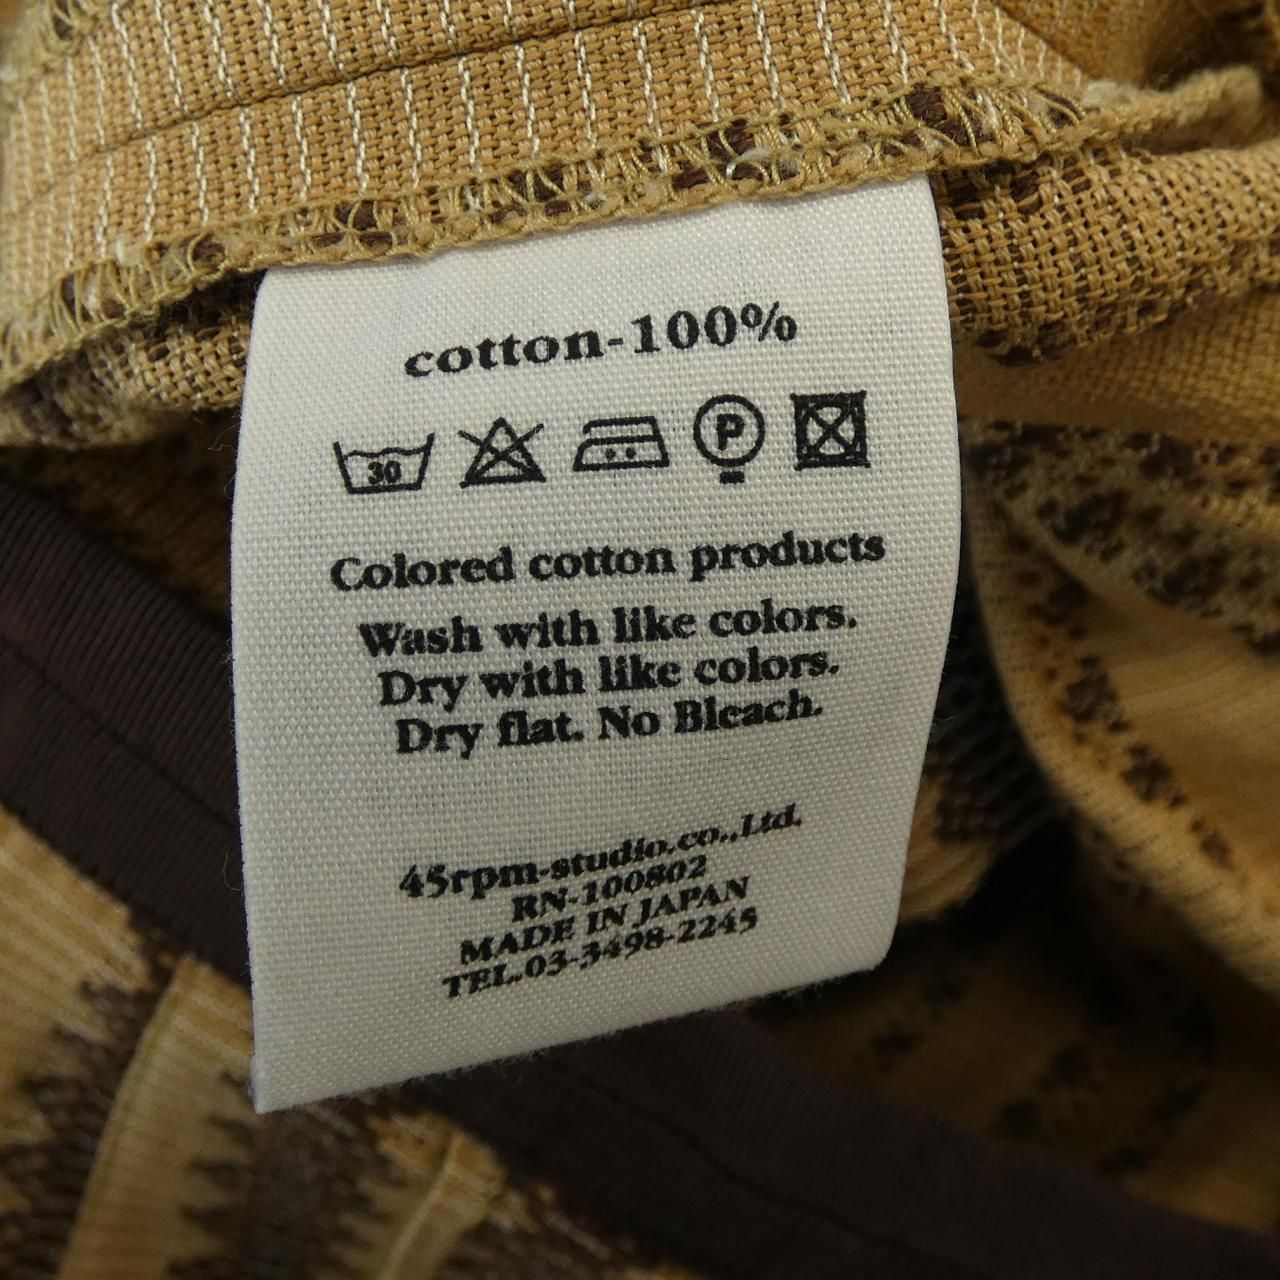 cotton-100%
30 P
Colored cotton products
Wash with like colors.
Dry with like colors.
Dry flat. No Bleach.
45rpm-studio.co.,Ltd.
RN-100802
MADE IN JAPAN
TEL.03-3498-2245